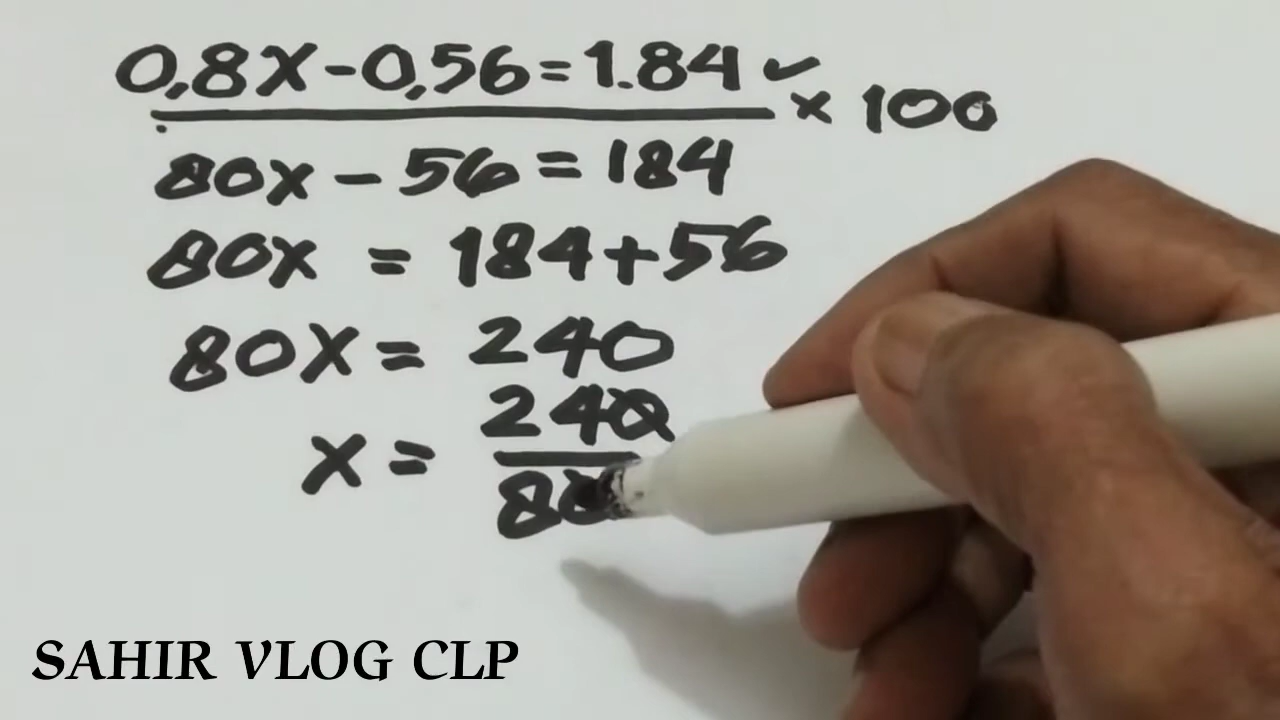 0,8x-0,56=1.84 ✓
× 100
80x - 56 = 184
80x = 184+56
80x = 240
x = 240/80
SAHIR VLOG CLP